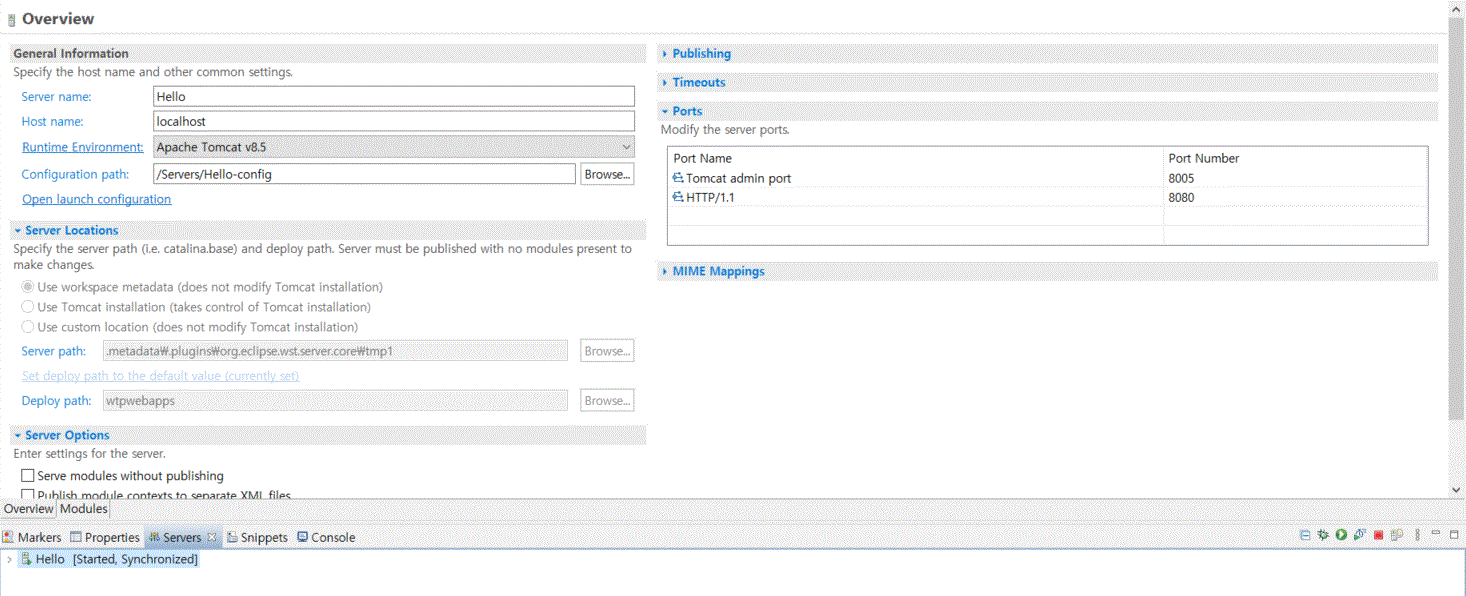 Overview
General Information
Specify the host name and other common settings.
Server name: Hello
Host name: localhost
Runtime Environment: Apache Tomcat v8.5
Configuration path: /Servers/Hello-config Browse...
Open launch configuration
Server Locations
Specify the server path (i.e. catalina.base) and deploy path. Server must be published with no modules present to
make changes.
Use workspace metadata (does not modify Tomcat installation)
Use Tomcat installation (takes control of Tomcat installation)
Use custom location (does not modify Tomcat installation)
Server path: .metadata₩.plugins₩org.eclipse.wst.server.core₩tmp1 Browse...
Set deploy path to the default value (currently set)
Deploy path: wtpwebapps Browse...
Server Options
Enter settings for the server.
Serve modules without publishing
Publish module contexts to separate XML files
Publishing
Timeouts
Ports
Modify the server ports.
Port Name Port Number
Tomcat admin port 8005
HTTP/1.1 8080
MIME Mappings
Overview Modules
Markers Properties Servers Snippets Console
Hello [Started, Synchronized]